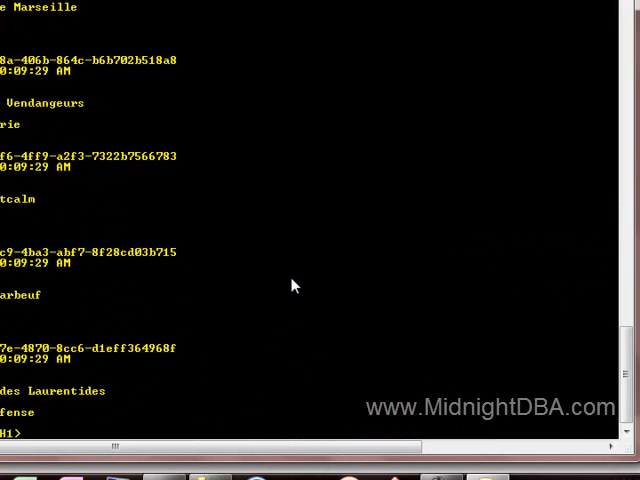 e Marseille
8a-406b-864c-b6b702b518a8
0:09:29 AM
Vendangeurs
rie
f6-4ff9-a2f3-7322b7566783
0:09:29 AM
tcalm
c9-4ba3-abf7-8f28cd03b715
0:09:29 AM
arbeuf
7e-4870-8cc6-d1eff364968f
0:09:29 AM
des Laurentides
fense
H1>
www.MidnightDBA.com